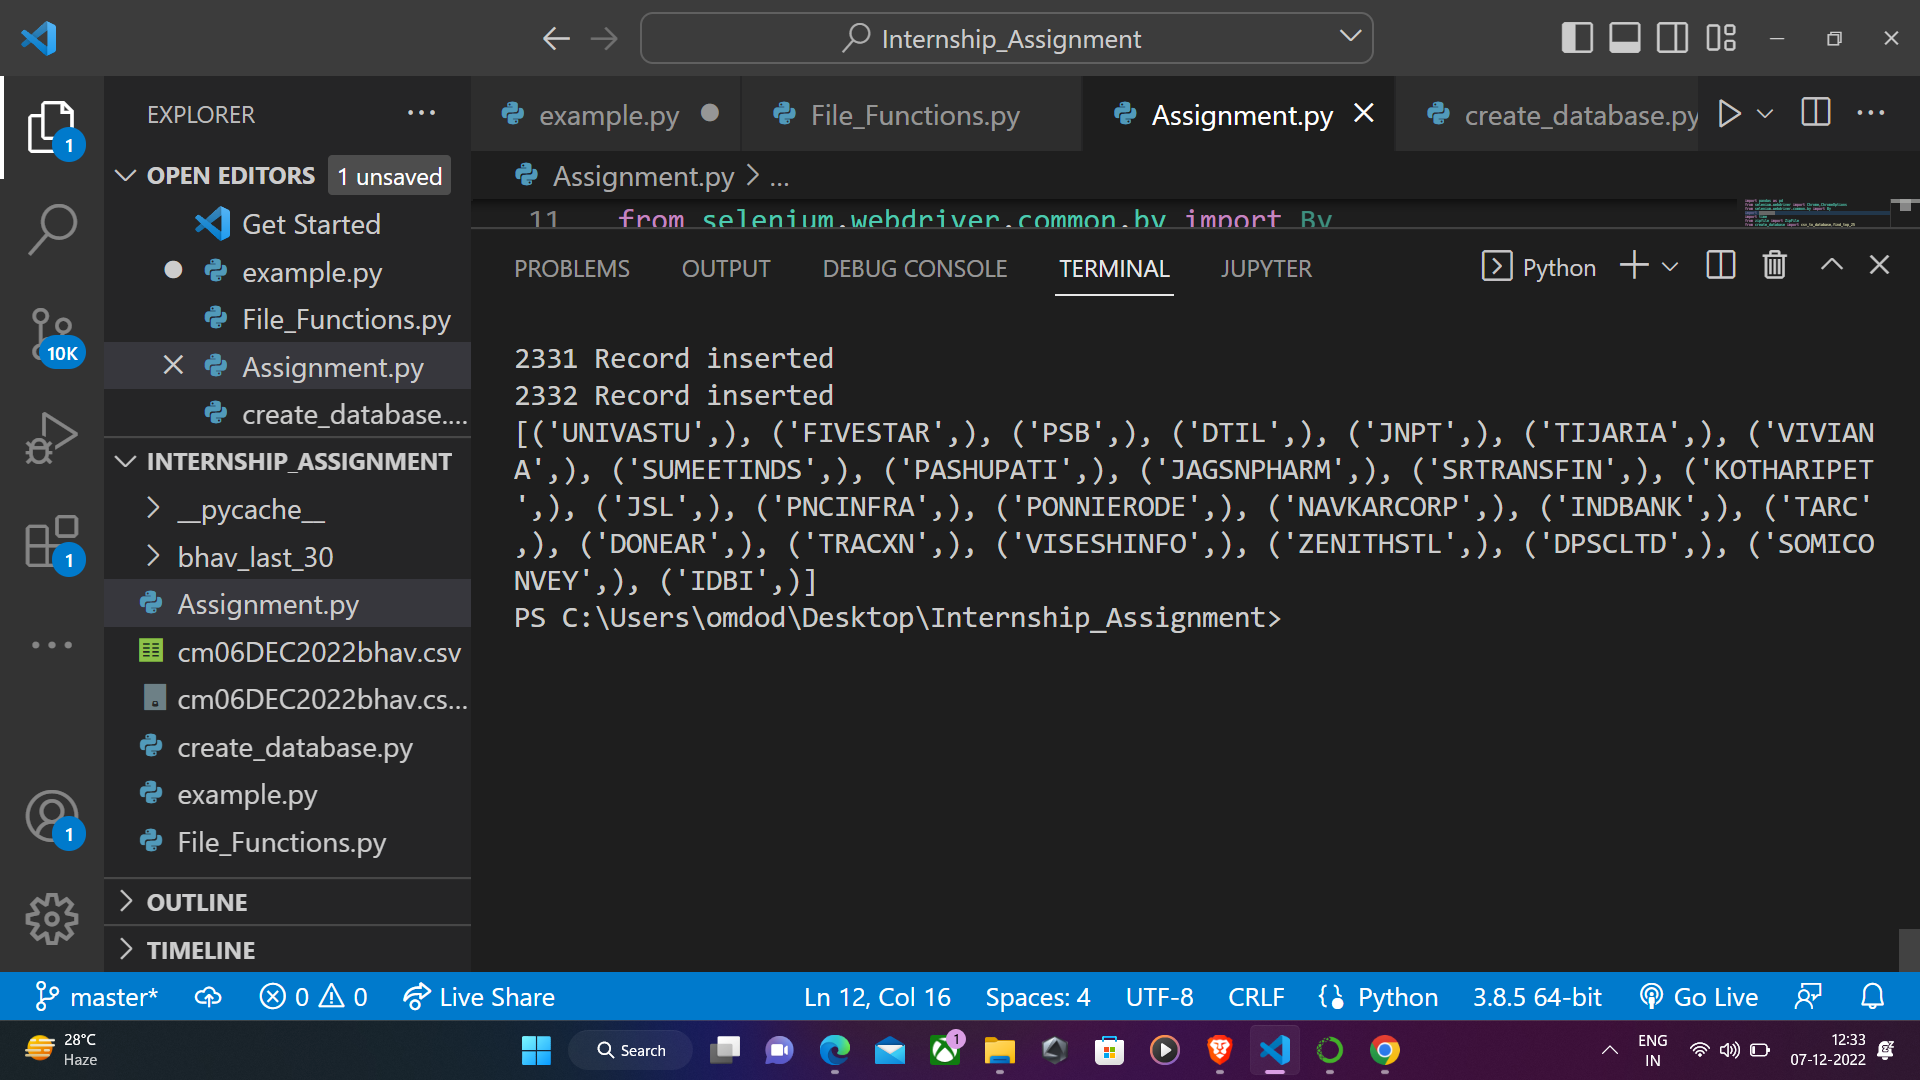 Internship_Assignment
EXPLORER
OPEN EDITORS 1 unsaved
Get Started
example.py
File_Functions.py
Assignment.py
create_database....
INTERNSHIP_ASSIGNMENT
__pycache__
bhav_last_30
Assignment.py
cm06DEC2022bhav.csv
cm06DEC2022bhav.cs...
create_database.py
example.py
File_Functions.py
OUTLINE
TIMELINE
1
10K
1
1
example.py File_Functions.py Assignment.py create_database.py
Assignment.py > ...
11 from selenium.webdriver.common.by import By
PROBLEMS OUTPUT DEBUG CONSOLE TERMINAL JUPYTER Python
2331 Record inserted
2332 Record inserted
[('UNIVASTU',), ('FIVESTAR',), ('PSB',), ('DTIL',), ('JNPT',), ('TIJARIA',), ('VIVIAN
A',), ('SUMEETINDS',), ('PASHUPATI',), ('JAGSNPHARM',), ('SRTRANSFIN',), ('KOTHARIPET
',), ('JSL',), ('PNCINFRA',), ('PONNIERODE',), ('NAVKARCORP',), ('INDBANK',), ('TARC'
,), ('DONEAR',), ('TRACXN',), ('VISESHINFO',), ('ZENITHSTL',), ('DPSCLTD',), ('SOMICO
NVEY',), ('IDBI',)]
PS C:\Users\omdod\Desktop\Internship_Assignment>
master* 0 0 Live Share Ln 12, Col 16 Spaces: 4 UTF-8 CRLF Python 3.8.5 64-bit Go Live
28°C
Haze
Search
1
ENG
IN
12:33
07-12-2022